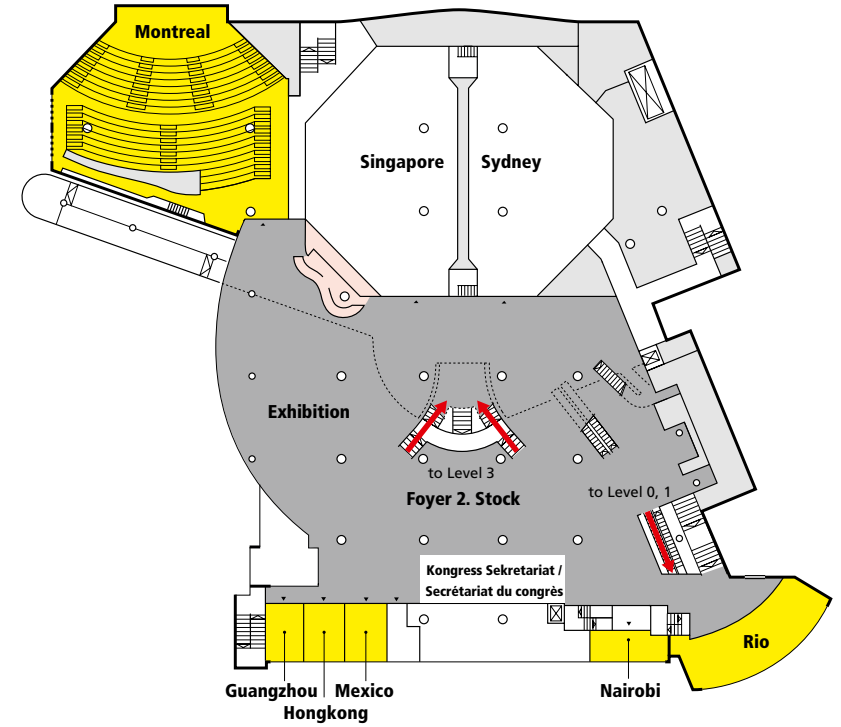 Montreal
Singapore
Sydney
Exhibition
to Level 3
Foyer 2. Stock
to Level 0, 1
Kongress Sekretariat /
Secrétariat du congrès
Rio
Guangzhou
Mexico
Nairobi
Hongkong